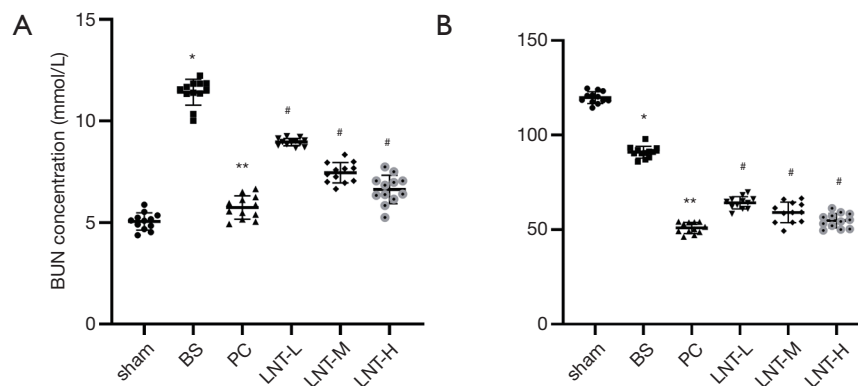 A
BUN concentration (mmol/L)
15
10
5
0
*
**
#
#
#
sham
BS
PC
LNT-L
LNT-M
LNT-H
B
150
100
50
0
*
**
#
#
#
sham
BS
PC
LNT-L
LNT-M
LNT-H